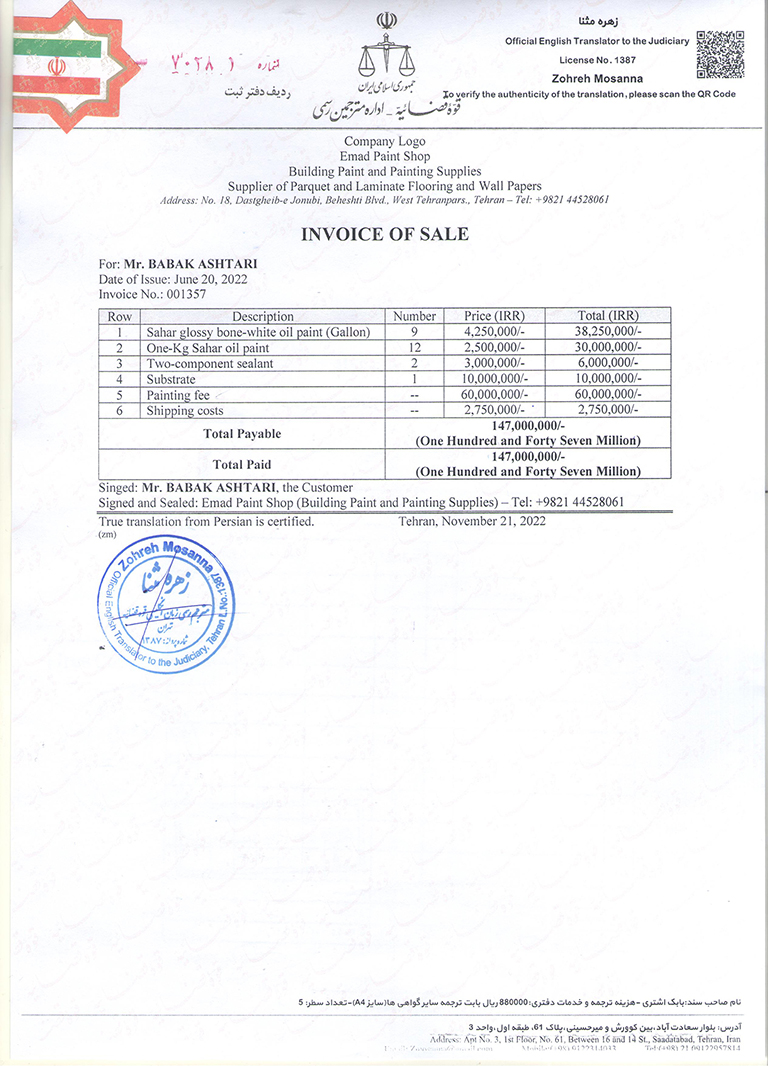 زهره مثنا
Official English Translator to the Judiciary
License No. 1387
Zohreh Mosanna
To verify the authenticity of the translation, please scan the QR Code
شماره ۷۰۲۸۱
ردیف دفتر ثبت
جمهوری اسلامی ایران
قوه قضائیه - اداره مترجمین رسمی
Company Logo
Emad Paint Shop
Building Paint and Painting Supplies
Supplier of Parquet and Laminate Flooring and Wall Papers
Address: No. 18, Dastgheib-e Jonubi, Beheshti Blvd., West Tehranpars., Tehran – Tel: +9821 44528061
INVOICE OF SALE
For: Mr. BABAK ASHTARI
Date of Issue: June 20, 2022
Invoice No.: 001357
Row Description Number Price (IRR) Total (IRR)
1 Sahar glossy bone-white oil paint (Gallon) 9 4,250,000/- 38,250,000/-
2 One-Kg Sahar oil paint 12 2,500,000/- 30,000,000/-
3 Two-component sealant 2 3,000,000/- 6,000,000/-
4 Substrate 1 10,000,000/- 10,000,000/-
5 Painting fee -- 60,000,000/- 60,000,000/-
6 Shipping costs -- 2,750,000/- 2,750,000/-
Total Payable 147,000,000/-
(One Hundred and Forty Seven Million)
Total Paid 147,000,000/-
(One Hundred and Forty Seven Million)
Singed: Mr. BABAK ASHTARI, the Customer
Signed and Sealed: Emad Paint Shop (Building Paint and Painting Supplies) – Tel: +9821 44528061
True translation from Persian is certified. Tehran, November 21, 2022
(zm)
Zohreh Mosanna
Official English Translator to the Judiciary, Tehran L.No.:1387
زهره مثنا
تهران
شماره پروانه: ۱۳۸۷
نام صاحب سند: بابک اشتری -هزینه ترجمه و خدمات دفتری: 880000 ریال بابت ترجمه سایر گواهی ها(سایز A4)-تعداد سطر: 5
آدرس: بلوار سعادت آباد، بین کوورش و میرحسینی، پلاک 61، طبقه اول، واحد 3
Address: Apt No. 3, 1st Floor, No. 61, Between 16 and 14 St., Saadatabad, Tehran, Iran